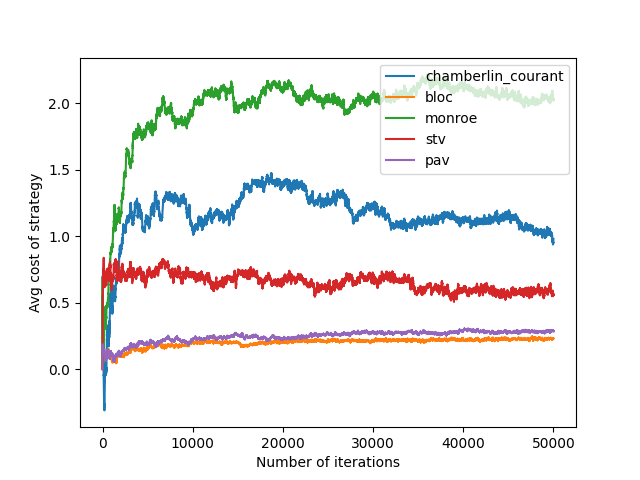 chamberlin_courant
bloc
monroe
stv
pav
2.0
1.5
1.0
0.5
0.0
Avg cost of strategy
0
10000
20000
30000
40000
50000
Number of iterations